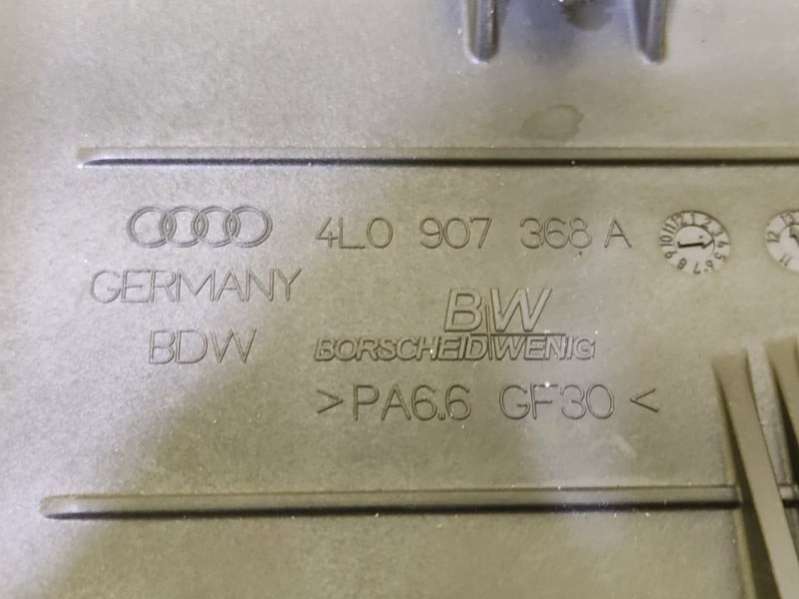 4L0 907 368 A
GERMANY
BDW
BW
BORSCHEID WENIG
>PA6.6 GF30<